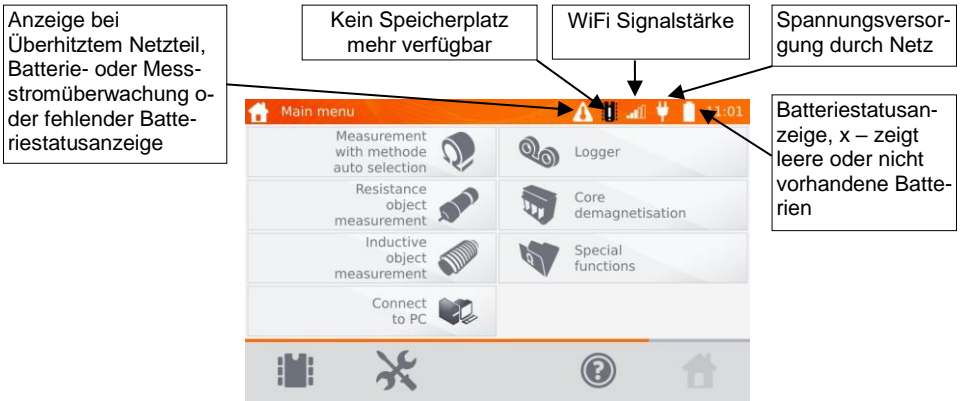 Anzeige bei
Überhitztem Netzteil,
Batterie- oder Mess-
stromüberwachung o-
der fehlender Batte-
riestatusanzeige
Kein Speicherplatz
mehr verfügbar
WiFi Signalstärke
Spannungsversor-
gung durch Netz
Batteriestatusan-
zeige, x – zeigt
leere oder nicht
vorhandene Batte-
rien
Main menu
11:01
Measurement
with methode
auto selection
Logger
Resistance
object
measurement
Core
demagnetisation
Inductive
object
measurement
Special
functions
Connect
to PC